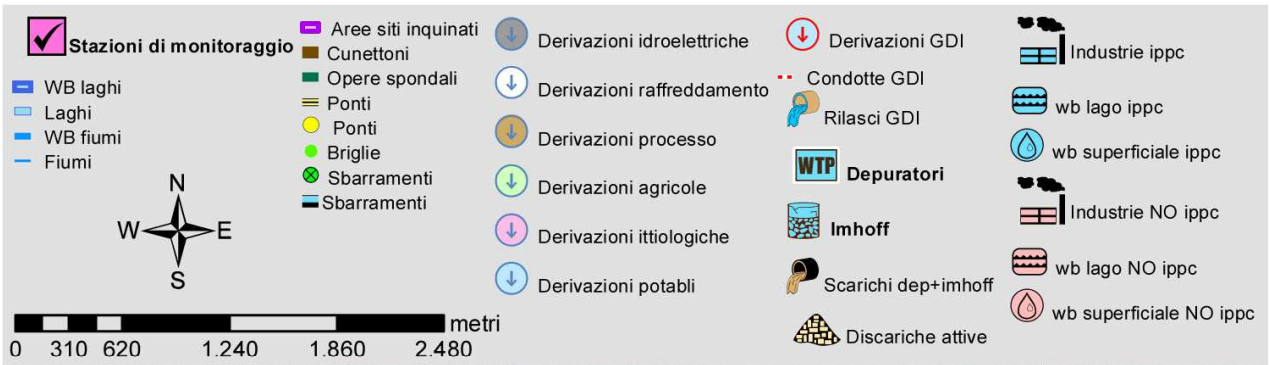 Stazioni di monitoraggio
WB laghi
Laghi
WB fiumi
Fiumi
N
W E
S
metri
0 310 620 1.240 1.860 2.480
Aree siti inquinati
Cunettoni
Opere spondali
Ponti
Ponti
Briglie
Sbarramenti
Sbarramenti
Derivazioni idroelettriche
Derivazioni raffreddamento
Derivazioni processo
Derivazioni agricole
Derivazioni ittiologiche
Derivazioni potabli
Derivazioni GDI
Condotte GDI
Rilasci GDI
WTP Depuratori
Imhoff
Scarichi dep+imhoff
Discariche attive
Industrie ippc
wb lago ippc
wb superficiale ippc
Industrie NO ippc
wb lago NO ippc
wb superficiale NO ippc